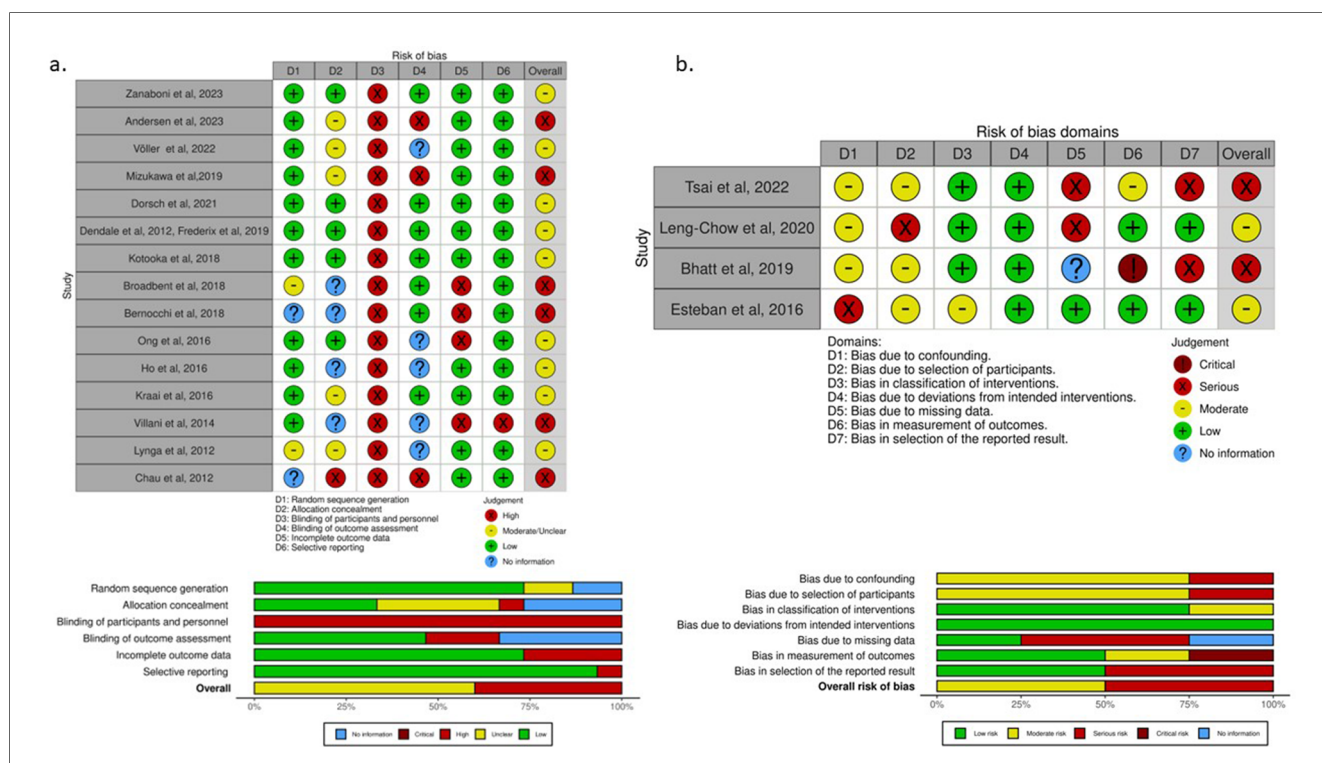 a.
Risk of bias
D1 D2 D3 D4 D5 D6 Overall
Study
Zanaboni et al, 2023 + + X + + + -
Andersen et al, 2023 + - X X + + X
Völler et al, 2022 + - X ? + + -
Mizukawa et al,2019 + - X X + + X
Dorsch et al, 2021 + + X + + + -
Dendale et al, 2012, Frederix et al, 2019 + + X + + + -
Kotooka et al, 2018 + + X + + + -
Broadbent et al, 2018 - ? X + X + X
Bernocchi et al, 2018 ? ? X + X + X
Ong et al, 2016 + + X ? X + -
Ho et al, 2016 + ? X ? + + -
Kraai et al, 2016 + - X + + + -
Villani et al, 2014 + ? X ? X X X
Lynga et al, 2012 - - X ? + + -
Chau et al, 2012 ? X X X + + X
D1: Random sequence generation
D2: Allocation concealment
D3: Blinding of participants and personnel
D4: Blinding of outcome assessment
D5: Incomplete outcome data
D6: Selective reporting
Judgement
X High
- Moderate/Unclear
+ Low
? No information
Random sequence generation
Allocation concealment
Blinding of participants and personnel
Blinding of outcome assessment
Incomplete outcome data
Selective reporting
Overall
0% 25% 50% 75% 100%
No information Critical High Unclear Low
b.
Risk of bias domains
D1 D2 D3 D4 D5 D6 D7 Overall
Study
Tsai et al, 2022 - - + + X - X X
Leng-Chow et al, 2020 - X + + X + + -
Bhatt et al, 2019 - - + + ? ! X X
Esteban et al, 2016 X - - + + + + -
Domains:
D1: Bias due to confounding.
D2: Bias due to selection of participants.
D3: Bias in classification of interventions.
D4: Bias due to deviations from intended interventions.
D5: Bias due to missing data.
D6: Bias in measurement of outcomes.
D7: Bias in selection of the reported result.
Judgement
! Critical
X Serious
- Moderate
+ Low
? No information
Bias due to confounding
Bias due to selection of participants
Bias in classification of interventions
Bias due to deviations from intended interventions
Bias due to missing data
Bias in measurement of outcomes
Bias in selection of the reported result
Overall risk of bias
0% 25% 50% 75% 100%
Low risk Moderate risk Serious risk Critical risk No information